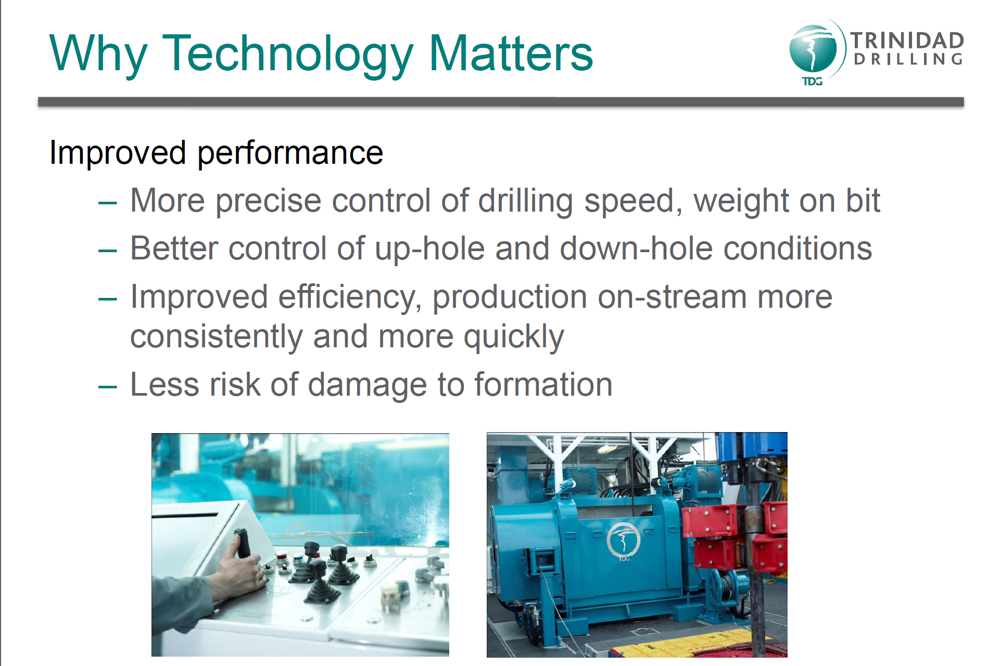 Why Technology Matters
TRINIDAD
DRILLING
TDG
Improved performance
– More precise control of drilling speed, weight on bit
– Better control of up-hole and down-hole conditions
– Improved efficiency, production on-stream more
consistently and more quickly
– Less risk of damage to formation
TDG
DANGER